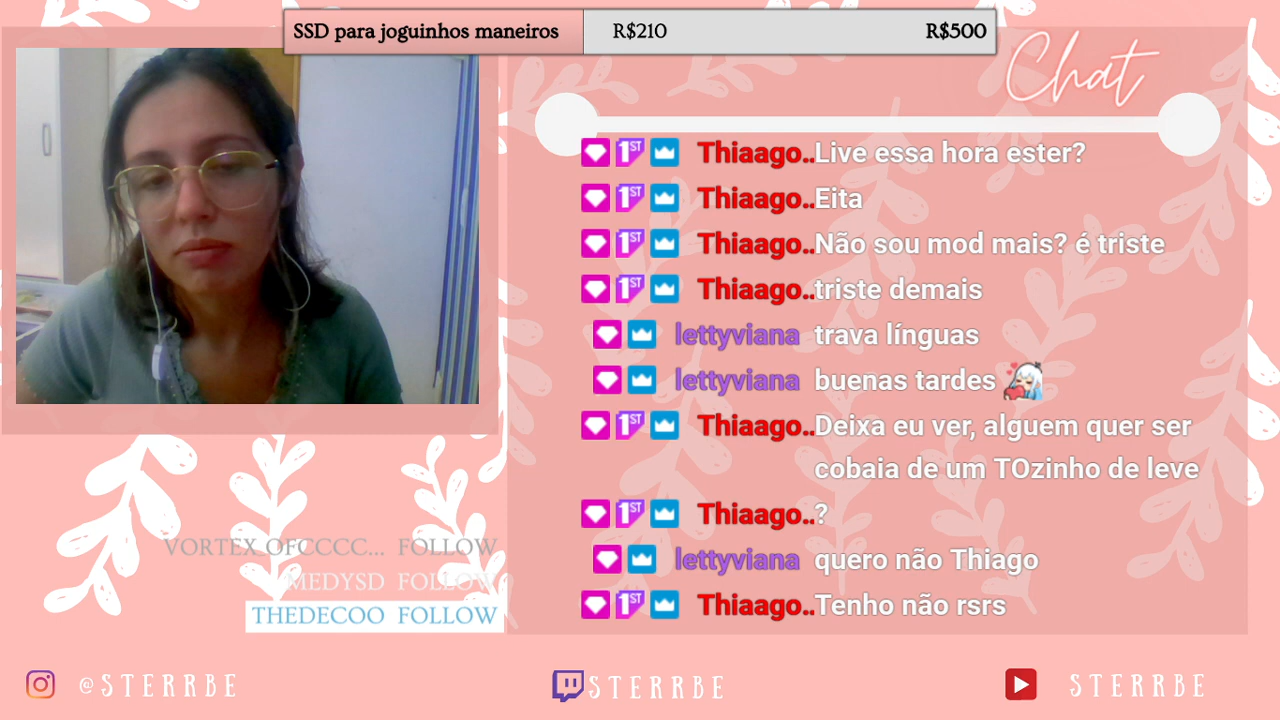 SSD para joguinhos maneiros R$210 R$500
Chat
Thiaago.. Live essa hora ester?
Thiaago.. Eita
Thiaago.. Não sou mod mais? é triste
Thiaago.. triste demais
lettyviana trava línguas
lettyviana buenas tardes
Thiaago.. Deixa eu ver, alguem quer ser
cobaia de um TOzinho de leve
Thiaago.. ?
lettyviana quero não Thiago
Thiaago.. Tenho não rsrs
VORTEX OFCCCC... FOLLOW
MEDYSD FOLLOW
THEDECOO FOLLOW
@STERRBE
STERRBE
STERRBE